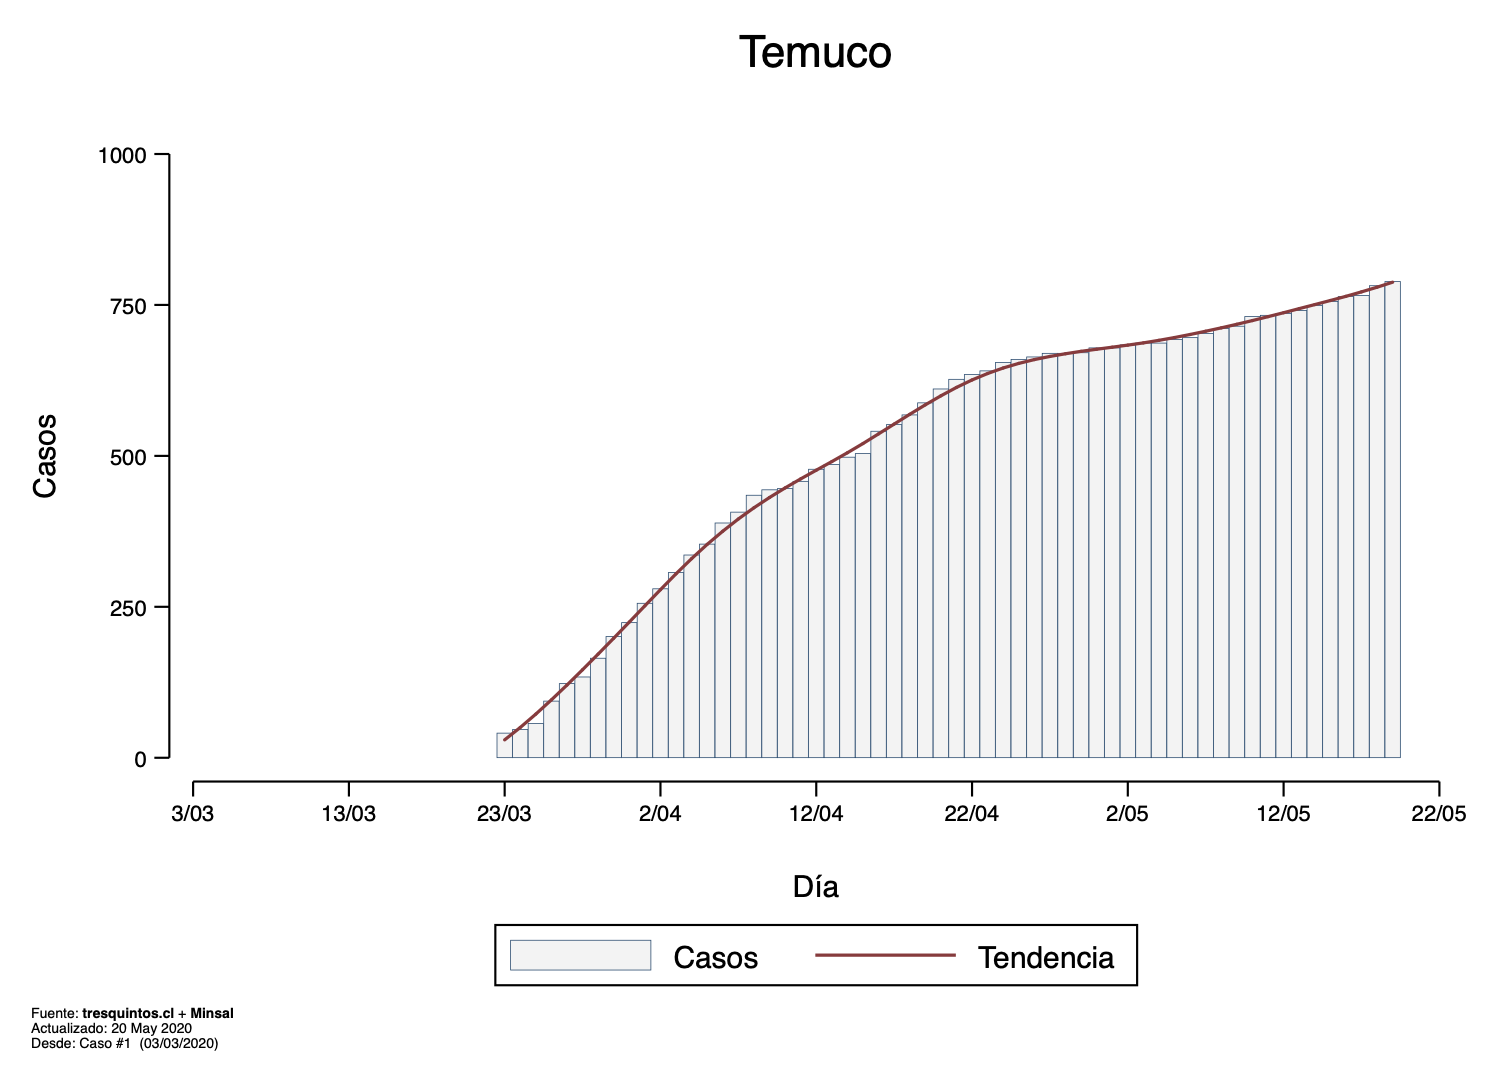 Temuco
1000
750
500
250
0
Casos
3/03 13/03 23/03 2/04 12/04 22/04 2/05 12/05 22/05
Día
Casos Tendencia
Fuente: tresquintos.cl + Minsal
Actualizado: 20 May 2020
Desde: Caso #1 (03/03/2020)